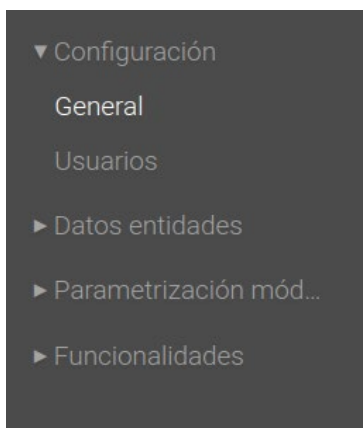 Configuración
General
Usuarios
Datos entidades
Parametrización mód...
Funcionalidades